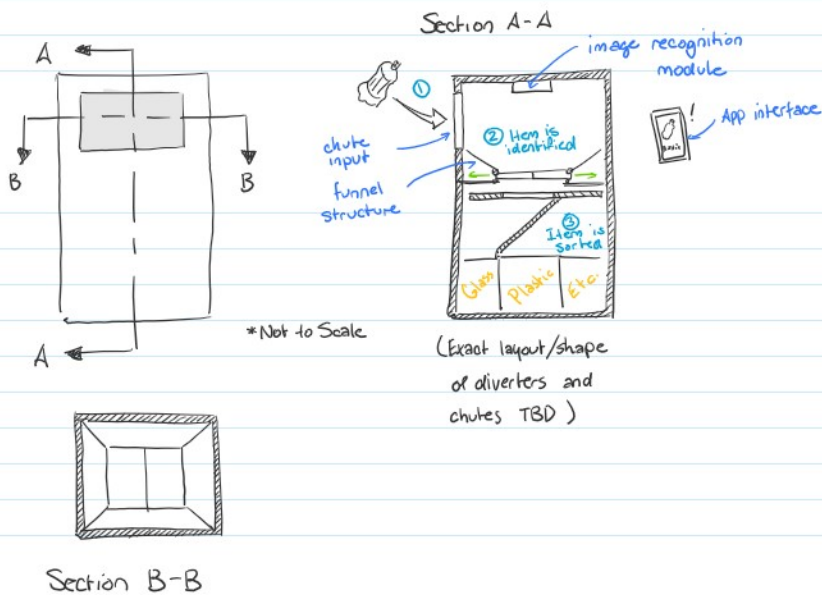 Section A-A
A
image recognition
module
①
App interface
!
chute
input
② Item is
identified
B
B
funnel
structure
③
Item is
sorted
Glass
Plastic
Etc.
*Not to Scale
A
(Exact layout/shape
of diverters and
chutes TBD)
Section B-B